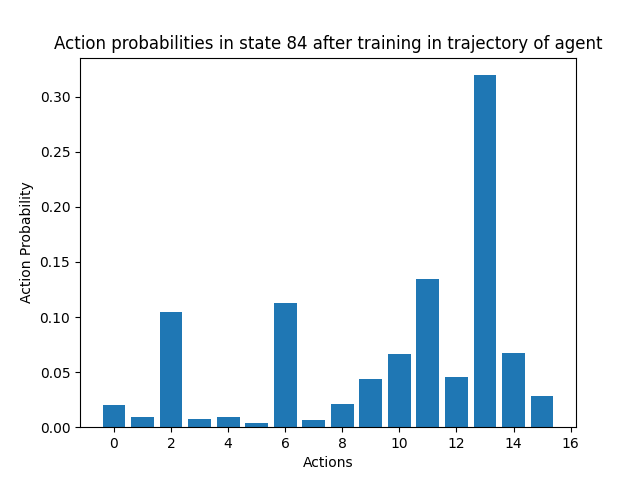 Action probabilities in state 84 after training in trajectory of agent
0.30
0.25
0.20
0.15
0.10
0.05
0.00
Action Probability
0 2 4 6 8 10 12 14 16
Actions